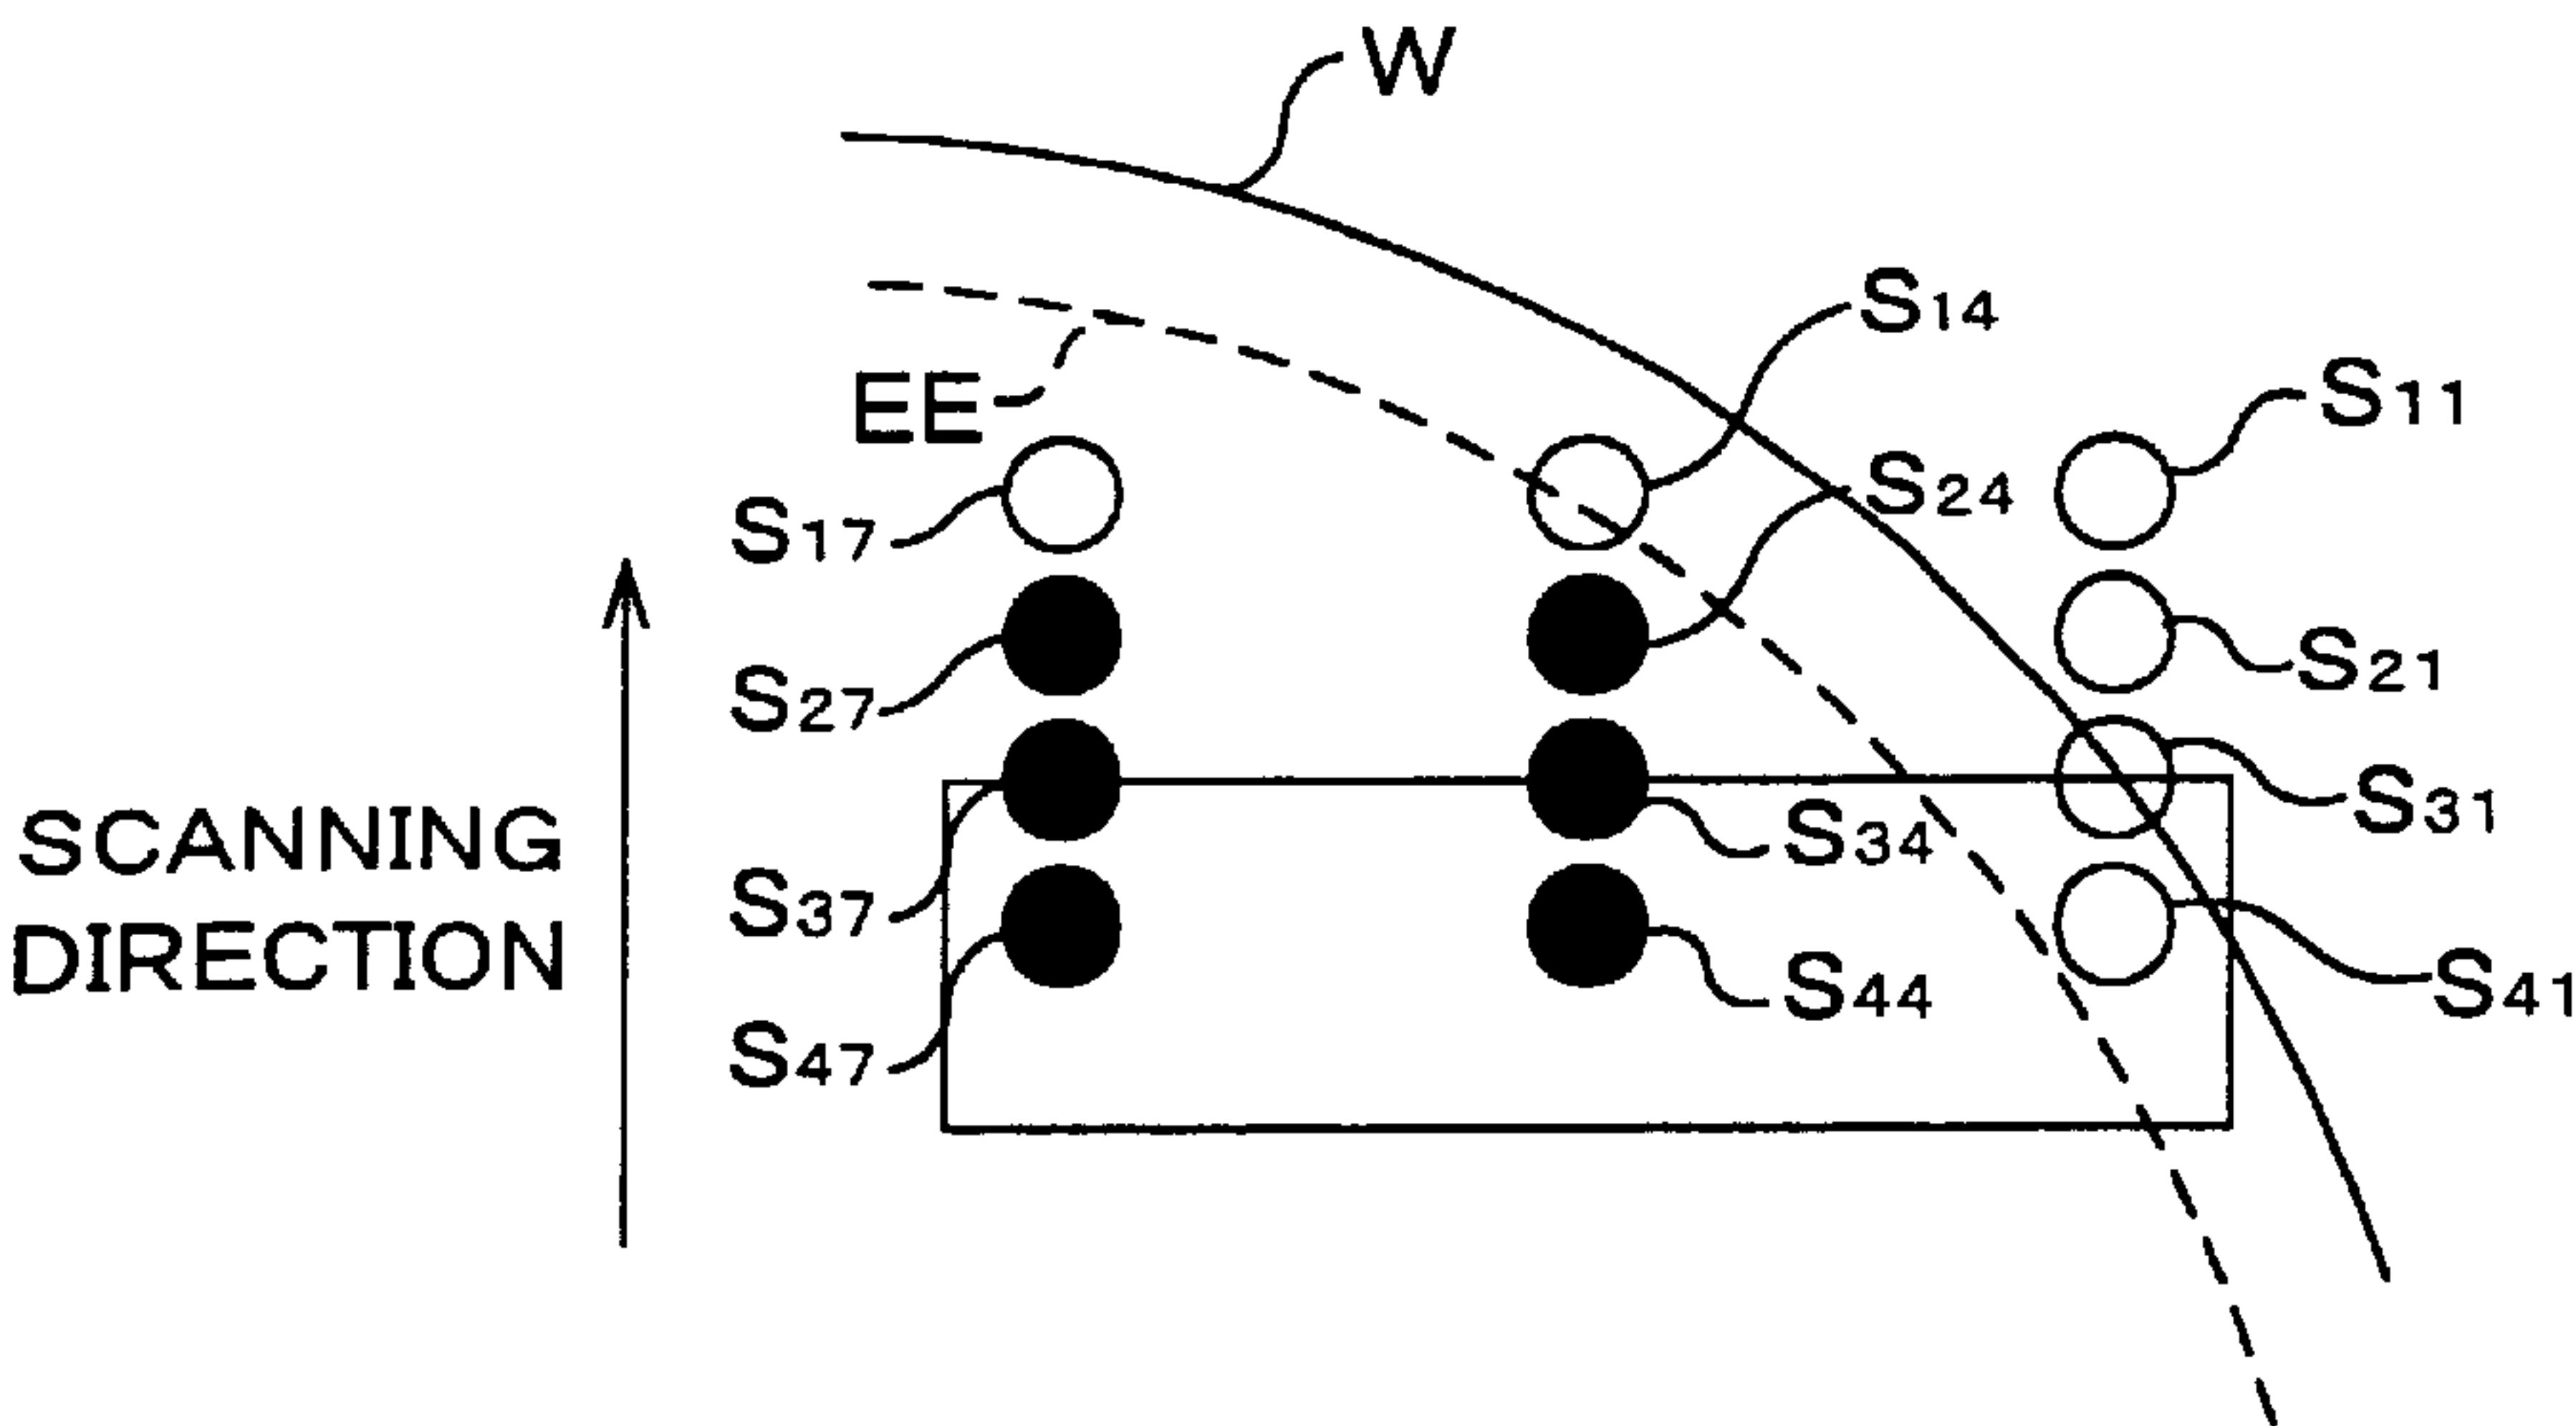 W
S14
S11
EE
S24
S17
S21
S27
S31
SCANNING
DIRECTION
S34
S37
S41
S44
S47